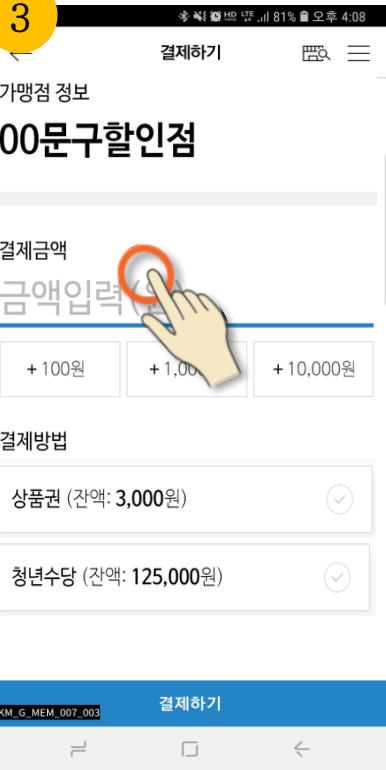 3
HD LTE 81% 오후 4:08
결제하기
가맹점 정보
00문구할인점
결제금액
금액입력 (원)
+ 100원
+ 1,00
+ 10,000원
결제방법
상품권 (잔액: 3,000원)
청년수당 (잔액: 125,000원)
결제하기
KM_G_MEM_007_003